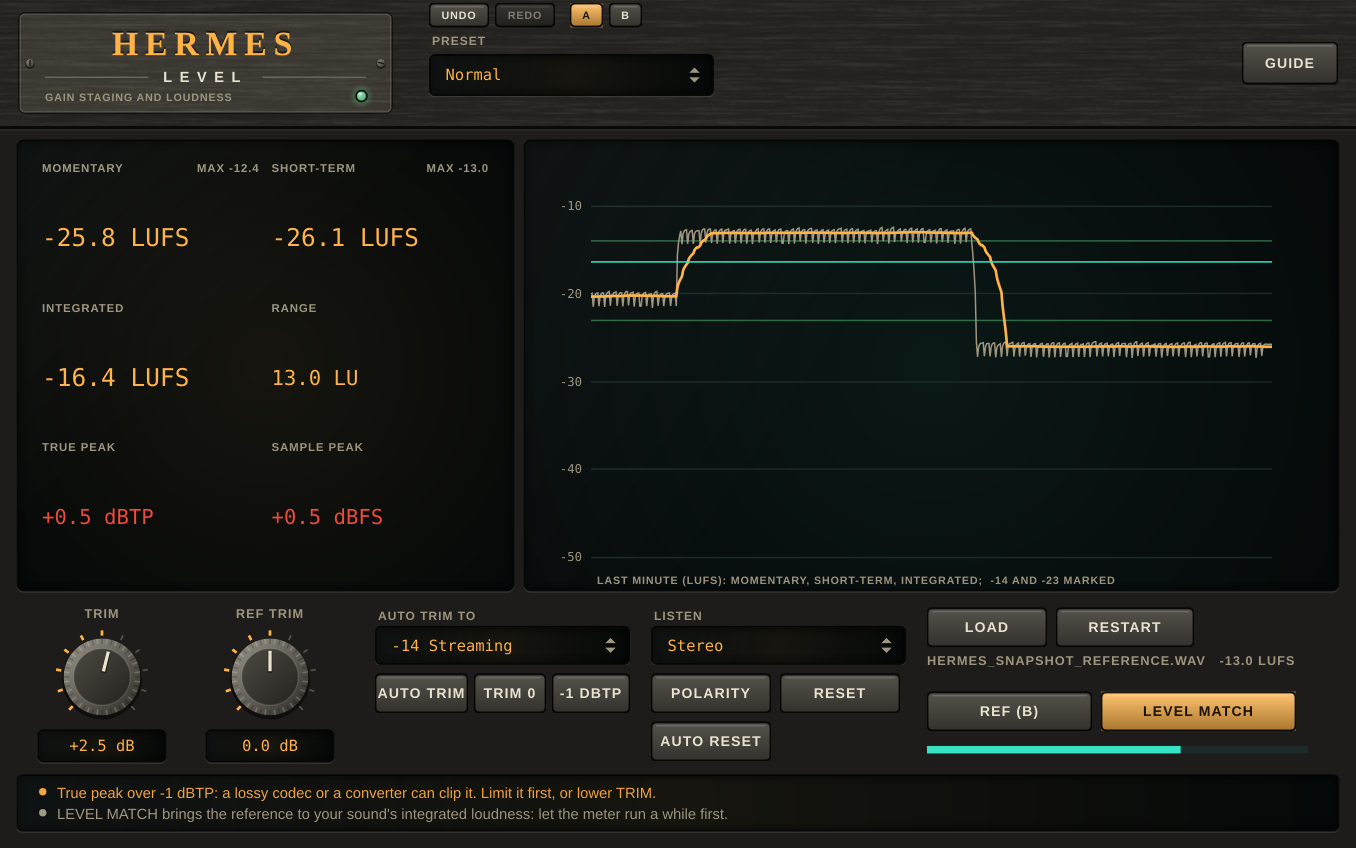 UNDO REDO A B
HERMES
LEVEL
GAIN STAGING AND LOUDNESS
PRESET
Normal
GUIDE
MOMENTARY MAX -12.4 SHORT-TERM MAX -13.0
-25.8 LUFS -26.1 LUFS
INTEGRATED RANGE
-16.4 LUFS 13.0 LU
TRUE PEAK SAMPLE PEAK
+0.5 dBTP +0.5 dBFS
-10
-20
-30
-40
-50
LAST MINUTE (LUFS): MOMENTARY, SHORT-TERM, INTEGRATED; -14 AND -23 MARKED
TRIM REF TRIM
+2.5 dB 0.0 dB
AUTO TRIM TO
-14 Streaming
AUTO TRIM TRIM 0 -1 DBTP
LISTEN
Stereo
POLARITY RESET
AUTO RESET
LOAD RESTART
HERMES_SNAPSHOT_REFERENCE.WAV -13.0 LUFS
REF (B) LEVEL MATCH
True peak over -1 dBTP: a lossy codec or a converter can clip it. Limit it first, or lower TRIM.
LEVEL MATCH brings the reference to your sound's integrated loudness: let the meter run a while first.